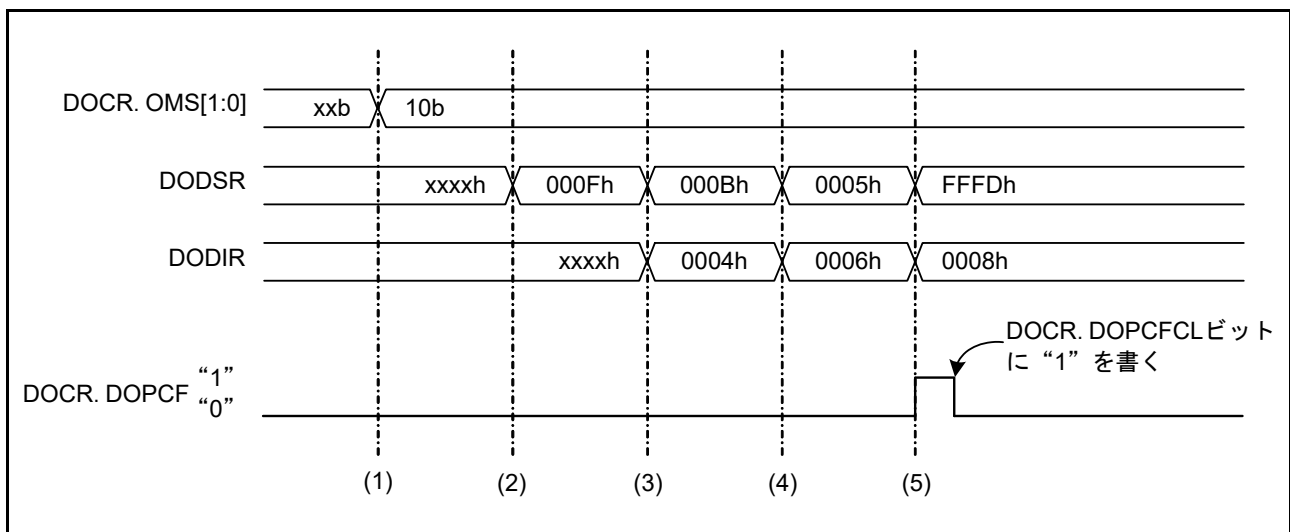 DOCR. OMS[1:0] xxb 10b
DODSR xxxxh 000Fh 000Bh 0005h FFFDh
DODIR xxxxh 0004h 0006h 0008h
DOCR. DOPCFCLビット
に“1”を書く
“1”
DOCR. DOPCF
“0”
(1) (2) (3) (4) (5)